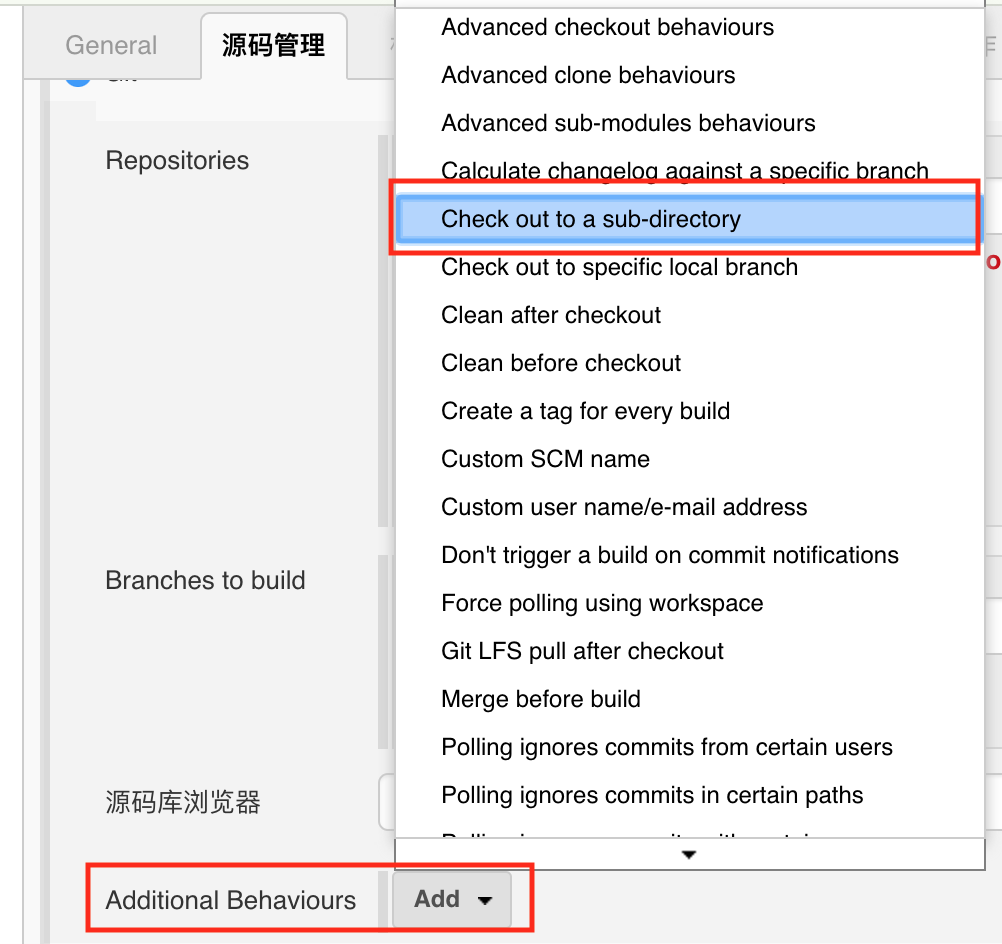 General
源码管理
Repositories
Branches to build
源码库浏览器
Additional Behaviours
Add
Advanced checkout behaviours
Advanced clone behaviours
Advanced sub-modules behaviours
Calculate changelog against a specific branch
Check out to a sub-directory
Check out to specific local branch
Clean after checkout
Clean before checkout
Create a tag for every build
Custom SCM name
Custom user name/e-mail address
Don't trigger a build on commit notifications
Force polling using workspace
Git LFS pull after checkout
Merge before build
Polling ignores commits from certain users
Polling ignores commits in certain paths